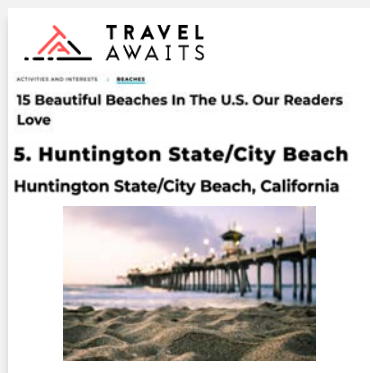 TRAVEL
AWAITS
ACTIVITIES AND INTERESTS
BEACHES
15 Beautiful Beaches In The U.S. Our Readers
Love
5. Huntington State/City Beach
Huntington State/City Beach, California